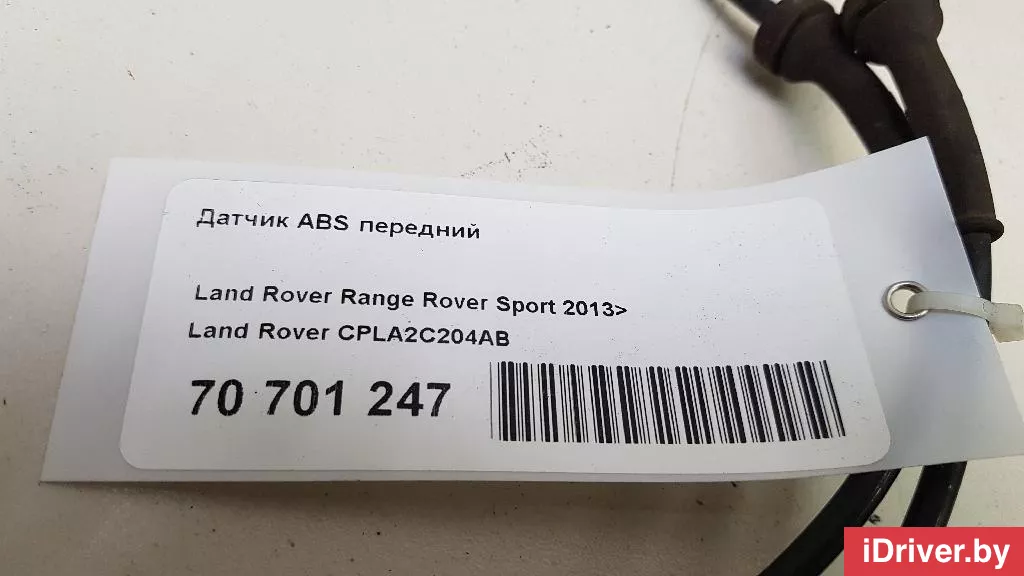 Датчик ABS передний
Land Rover Range Rover Sport 2013>
Land Rover CPLA2C204AB
70 701 247
iDriver.by